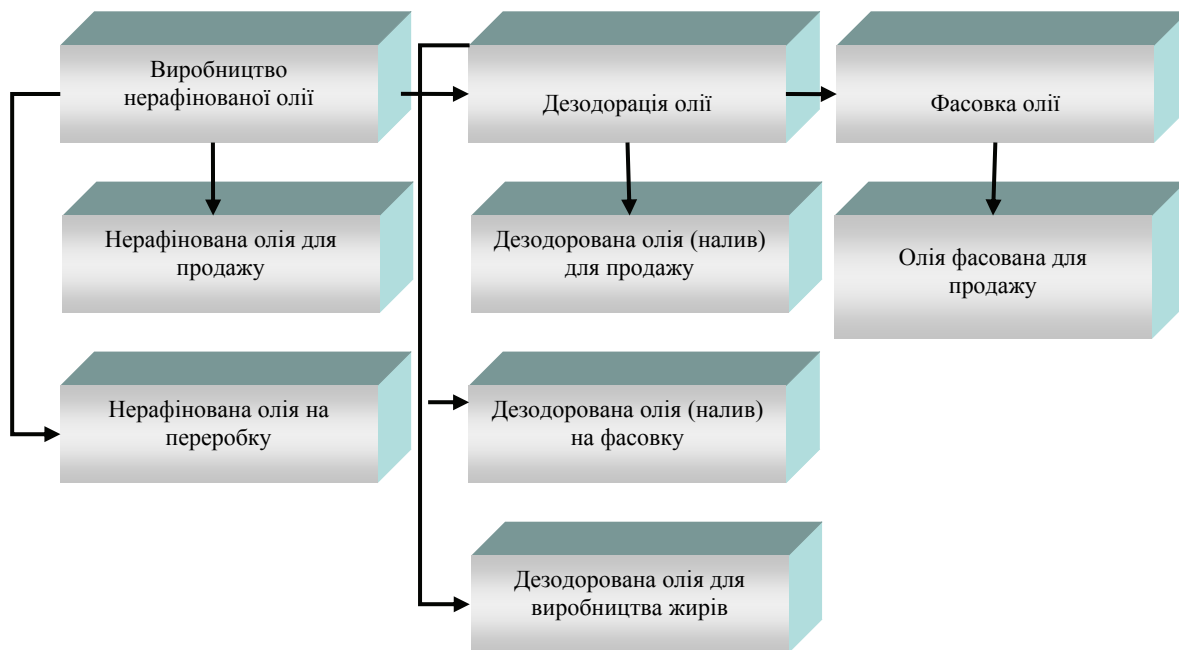 Виробництво
нерафінованої олії
Дезодорація олії
Фасовка олії
Нерафінована олія для
продажу
Дезодорована олія (налив)
для продажу
Олія фасована для
продажу
Нерафінована олія на
переробку
Дезодорована олія (налив)
на фасовку
Дезодорована олія для
виробництва жирів